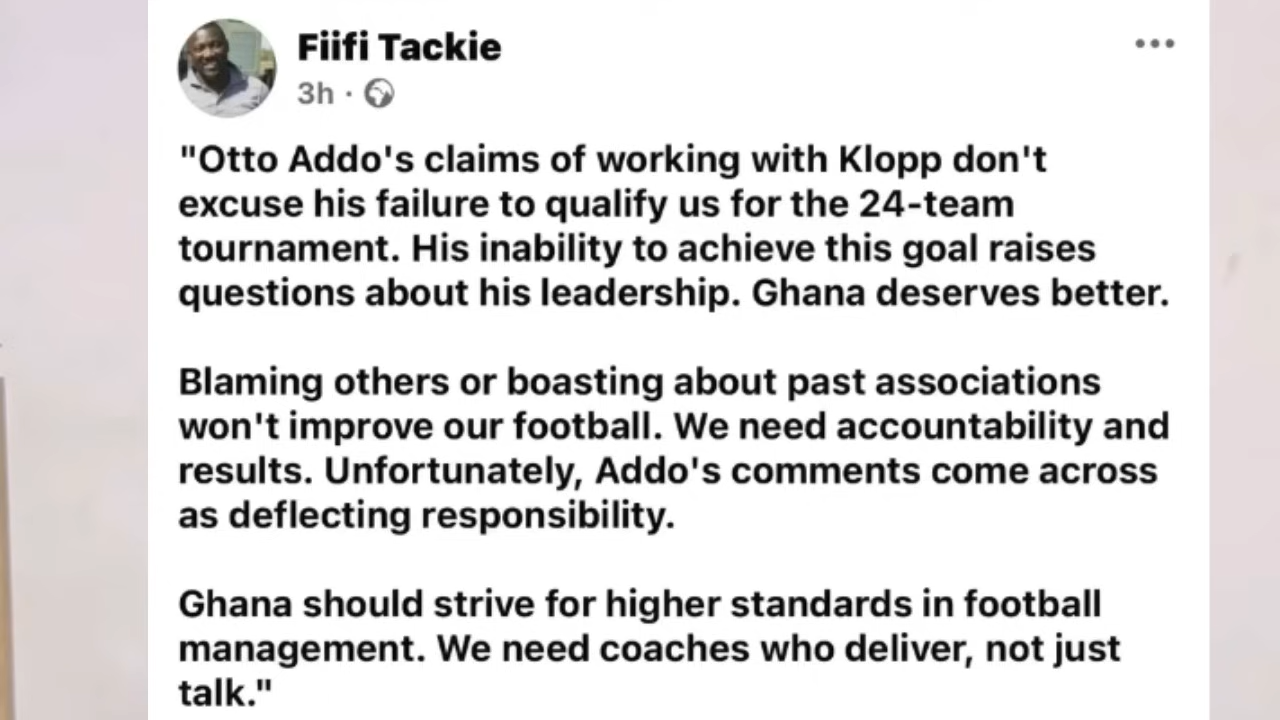 Fiifi Tackie
3h ·
"Otto Addo's claims of working with Klopp don't
excuse his failure to qualify us for the 24-team
tournament. His inability to achieve this goal raises
questions about his leadership. Ghana deserves better.
Blaming others or boasting about past associations
won't improve our football. We need accountability and
results. Unfortunately, Addo's comments come across
as deflecting responsibility.
Ghana should strive for higher standards in football
management. We need coaches who deliver, not just
talk."